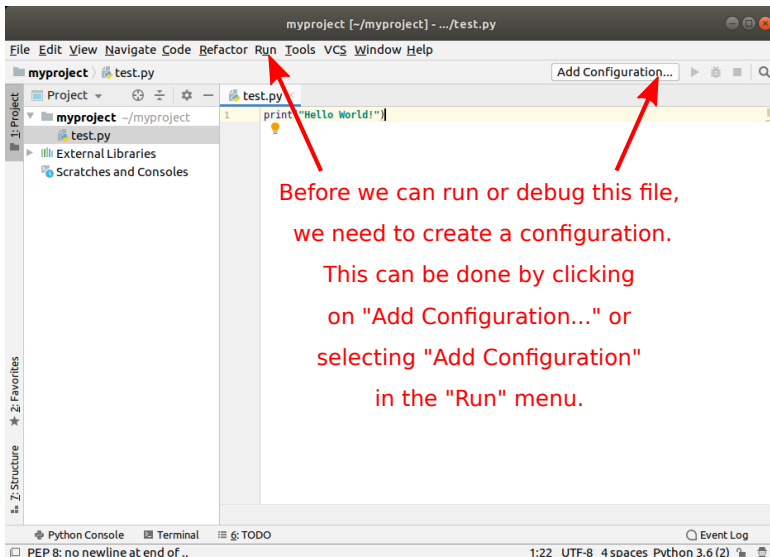 myproject [~/myproject] - .../test.py
File Edit View Navigate Code Refactor Run Tools VCS Window Help
myproject test.py
Add Configuration...
1: Project
Project
test.py
myproject ~/myproject
test.py
External Libraries
Scratches and Consoles
1 print("Hello World!")
Before we can run or debug this file,
we need to create a configuration.
This can be done by clicking
on "Add Configuration..." or
selecting "Add Configuration"
in the "Run" menu.
2: Favorites
7: Structure
Python Console Terminal 6: TODO Event Log
PEP 8: no newline at end of .. 1:22 UTF-8 4 spaces Python 3.6 (2)